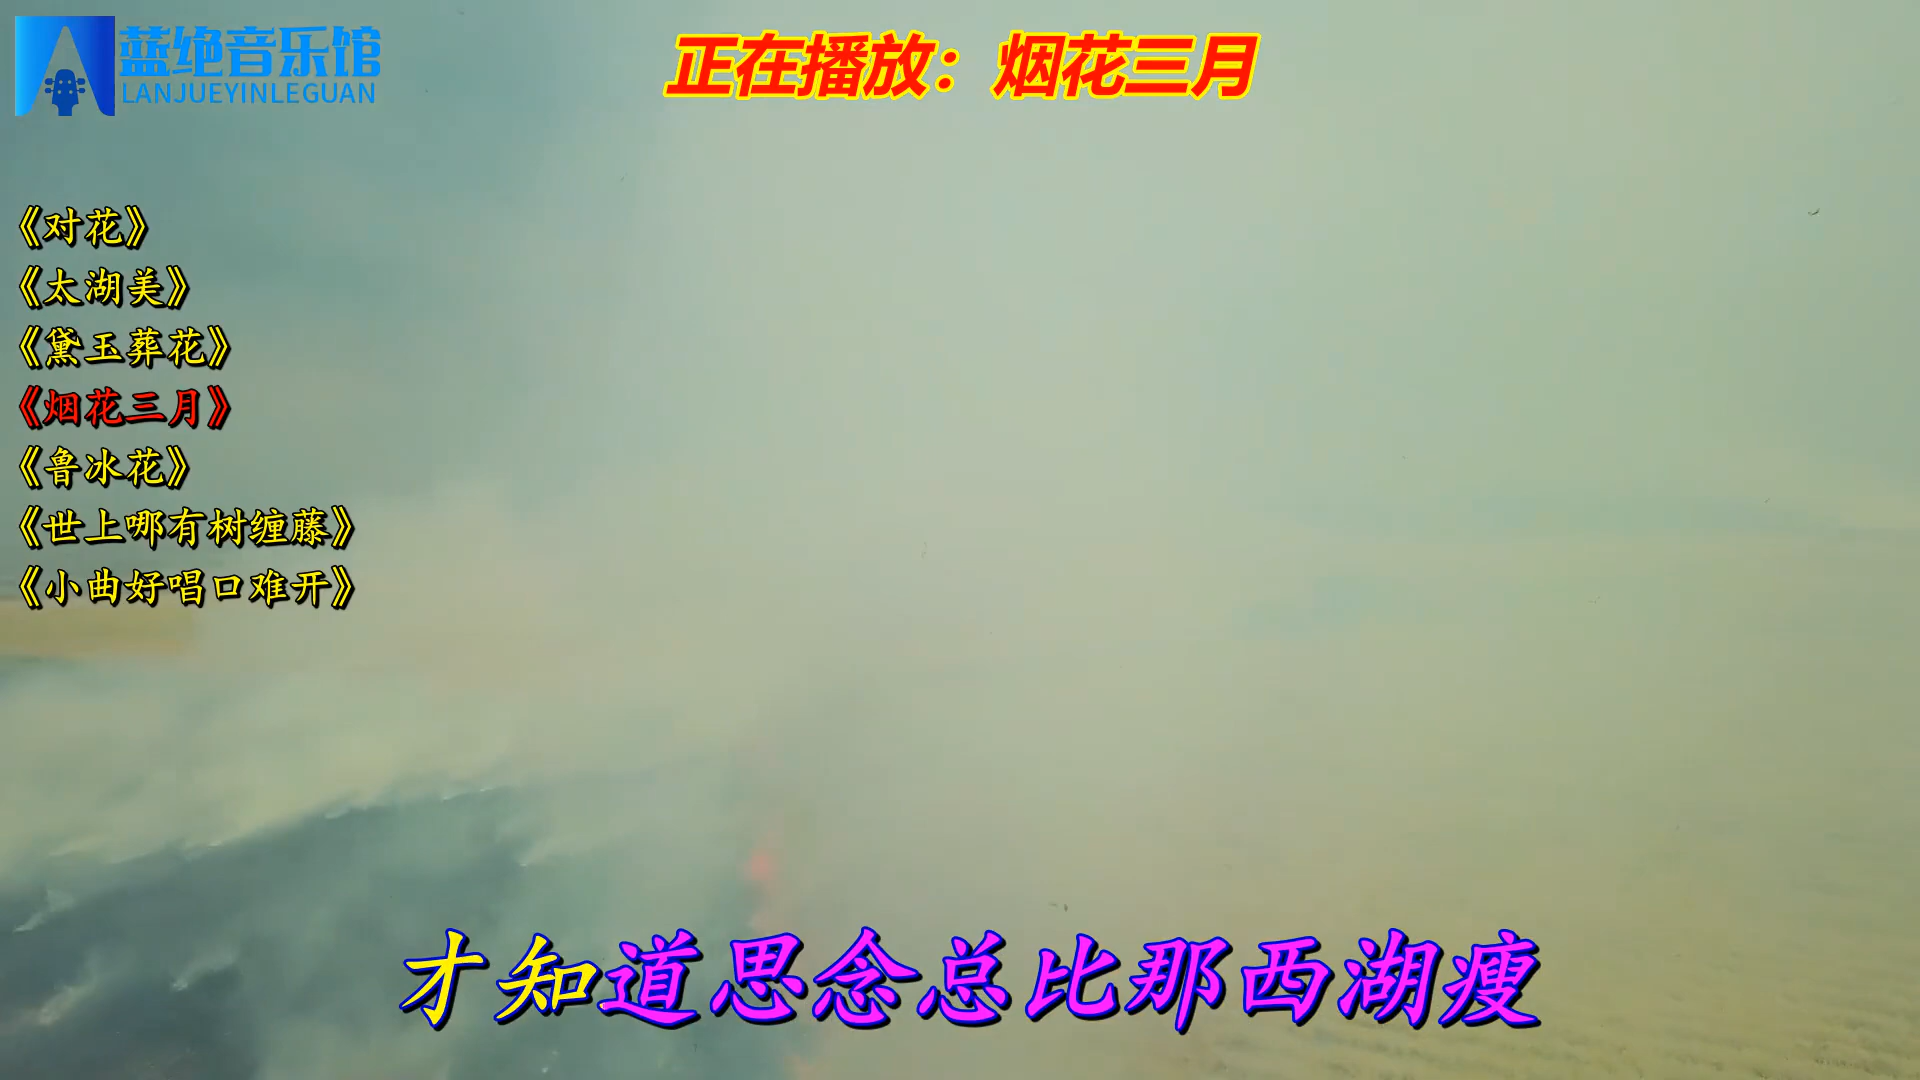 蓝绝音乐馆
LANJUEYINLEGUAN
正在播放：烟花三月
《对花》
《太湖美》
《黛玉葬花》
《烟花三月》
《鲁冰花》
《世上哪有树缠藤》
《小曲好唱口难开》
才知道思念总比那西湖瘦